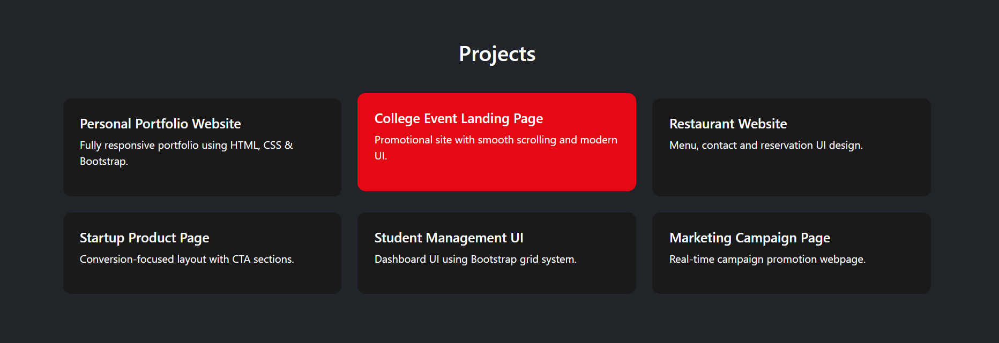 Projects
Personal Portfolio Website
Fully responsive portfolio using HTML, CSS &
Bootstrap.
College Event Landing Page
Promotional site with smooth scrolling and modern
UI.
Restaurant Website
Menu, contact and reservation UI design.
Startup Product Page
Conversion-focused layout with CTA sections.
Student Management UI
Dashboard UI using Bootstrap grid system.
Marketing Campaign Page
Real-time campaign promotion webpage.